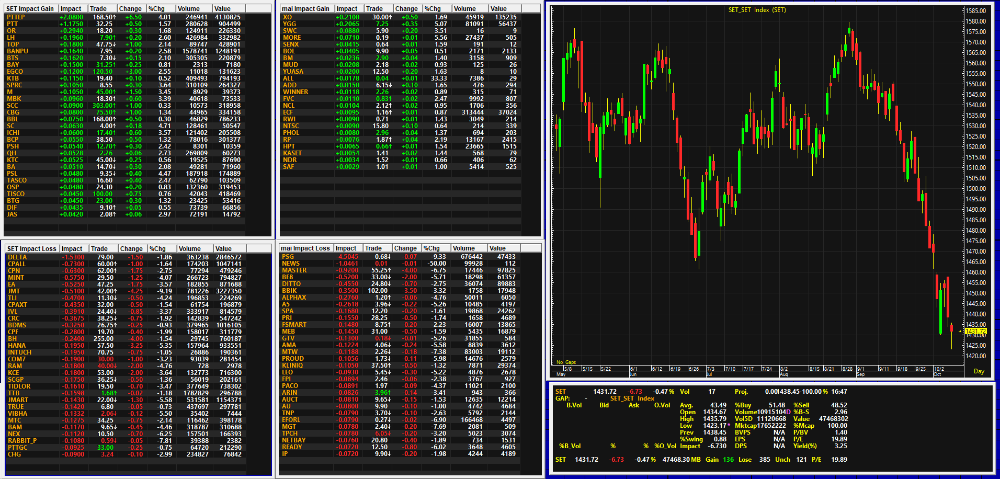 SET Impact Gain Impact Trade Change %Chg Volume Value
PTTEP +2.0800 168.50↑ +6.50 4.01 246941 4130825
PTT +1.1750 32.25 +0.50 1.57 280628 904499
OR +0.2940 18.20 +0.30 1.68 124911 226330
LH +0.1960 7.90↑ +0.20 2.60 426984 332982
TOP +0.1800 47.75↓ +1.00 2.14 89747 428901
BANPU +0.1640 7.95 +0.20 2.58 1578741 1248191
BTS +0.1620 7.30↓ +0.15 2.10 305305 220879
BAY +0.1500 31.25↑ +0.25 0.81 2313 7180
EGCO +0.1200 120.50 +3.00 2.55 11018 131623
KTB +0.1150 19.40 +0.10 0.52 409493 794193
SPRC +0.1050 8.55 +0.30 3.64 310109 264327
M +0.1050 45.00↑ +1.50 3.45 8929 39373
MBK +0.0960 18.30↑ +0.60 3.39 40618 73533
SCC +0.0900 303.00↑ +1.00 0.33 10573 318958
CBG +0.0800 75.50↑ +1.00 1.34 44965 334158
BBL +0.0750 168.00↑ +0.50 0.30 46829 786233
SC +0.0630 4.00↑ +0.18 4.71 128461 50547
ICHI +0.0600 17.40↑ +0.60 3.57 121402 205508
BCP +0.0550 38.50 +0.50 1.32 78016 301377
PSH +0.0540 12.70↑ +0.30 2.42 8301 10359
QH +0.0528 2.26 +0.06 2.73 269809 60273
KTC +0.0525 45.00↓ +0.25 0.56 19525 87690
BA +0.0510 14.70↓ +0.30 2.08 49281 71960
PSL +0.0480 9.35↓ +0.40 4.47 187918 174889
TASCO +0.0480 16.60 +0.40 2.47 62790 103509
OSP +0.0480 24.30 +0.20 0.83 132360 319453
TISCO +0.0450 100.00 +0.75 0.76 42043 418469
BTG +0.0450 23.00 +0.30 1.32 23425 53416
DIF +0.0435 9.10↑ +0.05 0.55 73739 66856
JAS +0.0420 2.08↑ +0.06 2.97 72191 14792
mai Impact Gain Impact Trade Change %Chg Volume Value
XO +0.2100 30.00↑ +0.50 1.69 45919 135235
YGG +0.2065 7.25 +0.35 5.07 81091 56437
SWC +0.0880 5.90 +0.20 3.51 16 9
MORE +0.0710 0.19 +0.01 5.56 27437 505
SENX +0.0415 0.64 +0.01 1.59 191 12
BOL +0.0405 9.90 +0.05 0.51 2171 2133
BM +0.0236 2.90 +0.04 1.40 3158 909
MUD +0.0208 2.18 +0.02 0.93 125 26
YUASA +0.0200 12.50 +0.20 1.63 8 10
ALL +0.0178 0.04 +0.01 33.33 7386 29
ADD +0.0150 6.15↓ +0.10 1.65 476 294
WINNER +0.0118 2.26 +0.02 0.89 315 71
FVC +0.0110 0.83↑ +0.02 2.47 9992 807
NCL +0.0104 2.12↑ +0.02 0.95 1706 356
ECF +0.0095 1.16↑ +0.01 0.87 313444 37024
RWI +0.0090 0.71 +0.01 1.43 3049 214
NTSC +0.0090 15.80 +0.10 0.64 214 339
PHOL +0.0080 2.96 +0.04 1.37 694 203
RP +0.0076 1.87↑ +0.04 2.19 13167 2415
HPT +0.0065 0.66↑ +0.01 1.54 23665 1515
KASET +0.0054 1.41 +0.02 1.44 568 79
NDR +0.0034 1.52 +0.01 0.66 406 62
SAF +0.0029 1.01 +0.01 1.00 5414 525
SET Impact Loss Impact Trade Change %Chg Volume Value
DELTA -1.5300 79.00 -1.50 -1.86 363238 2846572
CPALL -0.7300 60.00↑ -1.00 -1.64 174203 1047141
CPN -0.6300 62.00↑ -1.75 -2.75 77294 479246
MINT -0.5750 29.50 -1.25 -4.07 266723 794827
EA -0.5250 47.25 -1.75 -3.57 182855 871688
JMT -0.5100 42.00↑ -4.25 -9.19 781226 3227350
TLI -0.4700 11.30↓ -0.50 -4.24 196853 224269
CPAXT -0.4350 32.00 -0.50 -1.54 61754 196879
IVL -0.3910 24.40↓ -0.85 -3.37 333917 814579
CRC -0.3675 38.25↓ -0.75 -1.92 142839 547242
BDMS -0.3250 26.75↑ -0.25 -0.93 379965 1016105
CPF -0.2800 19.70 -0.40 -1.99 158017 311779
BH -0.2400 255.00 -4.00 -1.54 29745 760187
HANA -0.1950 57.50 -3.25 -5.35 157964 933551
INTUCH -0.1950 70.75 -0.75 -1.05 26886 190361
COM7 -0.1900 30.00 -1.00 -3.23 93039 281454
RAM -0.1800 40.00↓ -2.00 -4.76 728 2978
KCE -0.1800 53.00 -2.00 -3.64 132773 716300
SCGP -0.1750 36.25↓ -0.50 -1.36 56019 202161
TIDLOR -0.1610 19.50 -0.70 -3.47 377649 738302
TTB -0.1598 1.68↑ -0.02 -1.18 1782829 296788
JMART -0.1430 22.00↓ -1.30 -5.58 531581 1154371
TRUE -0.1420 6.80 -0.05 -0.73 437697 297781
VIBHA -0.1332 2.06↓ -0.12 -5.50 35402 7444
MTC -0.1275 34.25 -0.75 -2.14 116462 398178
BAM -0.1170 9.65↓ -0.45 -4.46 318787 310688
NEX -0.1120 10.50 -0.70 -6.25 157501 166393
RABBIT_P -0.1080 0.59↓ -0.05 -7.81 39388 2382
PTTGC -0.0925 33.00 -0.25 -0.75 64720 212290
CHG -0.0900 3.24 -0.10 -2.99 234827 76842
mai Impact Loss Impact Trade Change %Chg Volume Value
PSG -4.5045 0.68↓ -0.07 -9.33 676442 47433
NEWS -1.0461 0.01 -0.01 -50.00 99928 112
MASTER -0.9200 55.25↑ -4.00 -6.75 17446 97825
BE8 -0.5200 33.00↓ -2.00 -5.71 18298 61357
DITTO -0.4550 24.80↓ -0.70 -2.75 36074 89883
BBIK -0.3500 102.00 -3.50 -3.32 1758 17948
ALPHAX -0.2760 1.20↑ -0.06 -4.76 50011 6050
A5 -0.2618 3.96↓ -0.22 -5.26 10485 4197
SPA -0.1680 12.20 -0.20 -1.61 19868 24262
PRI -0.1550 28.25 -0.50 -1.74 1658 4689
FSMART -0.1480 8.75↑ -0.20 -2.23 16007 13865
MEB -0.1450 31.00 -0.50 -1.59 5435 16879
GTV -0.1300 0.18↓ -0.01 -5.26 31855 584
AMA -0.1224 4.06↓ -0.24 -5.58 8839 3612
MTW -0.1188 2.26↓ -0.18 -7.38 83003 19112
PROUD -0.1056 1.73↓ -0.11 -5.98 14676 2579
KLINIQ -0.1050 37.50↑ -0.50 -1.32 7871 29374
LEO -0.0930 5.45↓ -0.30 -5.22 4876 2678
FPI -0.0894 2.46 -0.06 -2.38 3767 927
PACO -0.0891 1.97 -0.09 -4.37 11021 2100
ARIN -0.0826 3.96↑ -0.14 -3.41 943 366
AUCT -0.0810 9.65↓ -0.15 -1.53 12635 12214
AU -0.0800 9.90 -0.10 -1.00 4742 4684
TNP -0.0790 3.70↓ -0.10 -2.63 5792 2144
EFORL -0.0790 0.27↓ -0.02 -6.90 166468 4497
MGT -0.0780 2.40↓ -0.20 -7.69 2081 509
TPCH -0.0780 6.05↓ -0.20 -3.20 5023 3074
NETBAY -0.0760 20.80 -0.40 -1.89 734 1531
READY -0.0720 12.50 -0.80 -6.02 3648 4605
IP -0.0720 9.90↓ -0.20 -1.98 4244 4189
SET_SET Index (SET)
1585.00
1580.00
1575.00
1570.00
1565.00
1560.00
1555.00
1550.00
1545.00
1540.00
1535.00
1530.00
1525.00
1520.00
1515.00
1510.00
1505.00
1500.00
1495.00
1490.00
1485.00
1480.00
1475.00
1470.00
1465.00
1460.00
1455.00
1450.00
1445.00
1440.00
1435.00
1431.72
1425.00
1420.00
No Gaps
5/8 5/15 5/22 6/1 6/12 6/19 6/26 7/3 7/10 7/17 7/24 8/2 8/15 8/21 8/28 9/1 9/11 9/18 9/25 10/2
May Jun Jul Aug Sep Oct Day
SET 1431.72 -6.73 -0.47 % Vol 17 Proj. 0.00 1438.45 -100.00 % 16:47
GAP: - SET_SET Index
B.Vol Bid Ask O.Vol Avg. 43.49 %Buy 51.48 %Sell 48.52
Open 1434.67 Volume 10915104D %B-S 2.96
High 1435.79 Vol5D 11120668 Value 47468302
Low 1423.17 * Mktcap 17652222 %Mcap 100.00
Prev 1438.45 BVPS N/A P/BV 1.40
%Swing 0.88 EPS N/A P/E 19.89
%B_Vol % % %O_Vol Impact -6.730 DPS N/A Yield(%) 3.25
SET 1431.72 -6.73 -0.47 % 47468.30 MB Gain 136 Lose 385 Unch 121 P/E 19.89